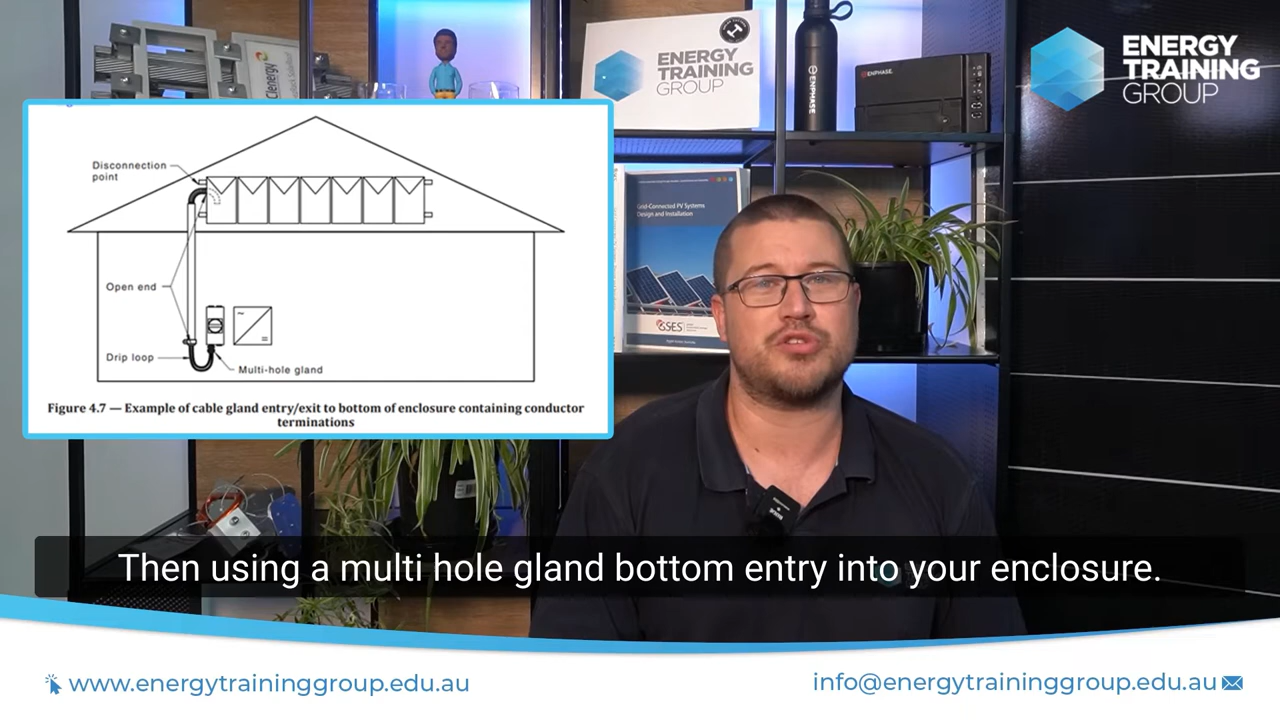 ENERGY
TRAINING
GROUP
Clenergy
ENERGY
TRAINING
GROUP
ENPHASE
ENPHASE
Disconnection
point
Open end
Drip loop
Multi-hole gland
Figure 4.7 — Example of cable gland entry/exit to bottom of enclosure containing conductor
terminations
Grid-Connected PV Systems
Design and Installation
GSES
Then using a multi hole gland bottom entry into your enclosure.
www.energytraininggroup.edu.au
info@energytraininggroup.edu.au